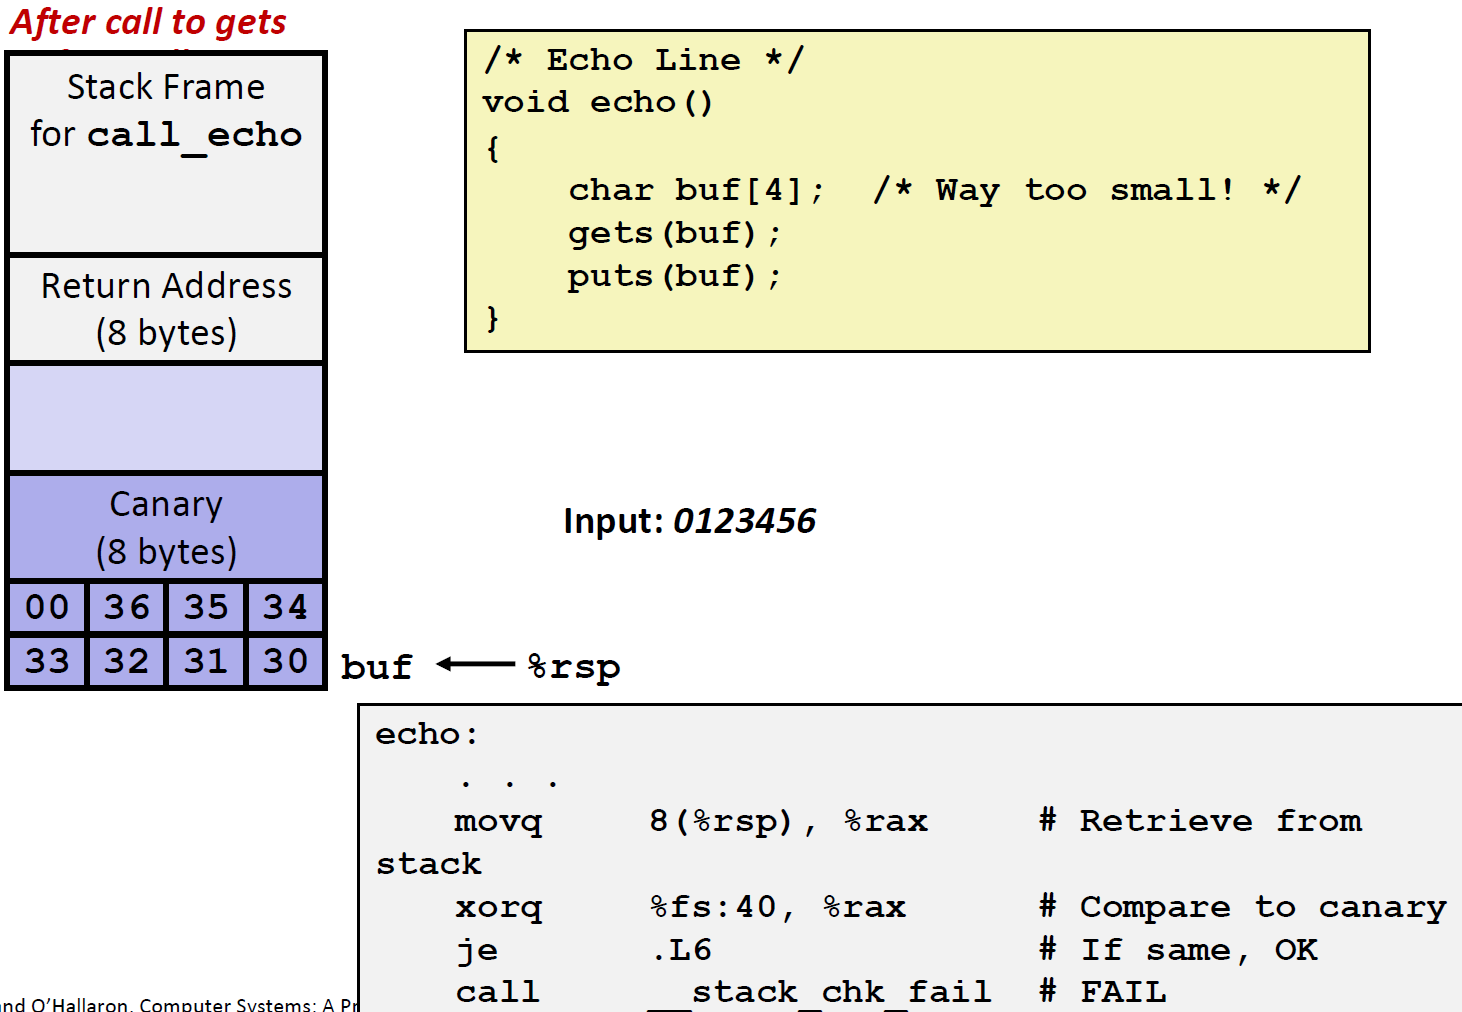 After call to gets
Stack Frame
for call_echo
Return Address
(8 bytes)
Canary
(8 bytes)
00 36 35 34
33 32 31 30
buf
%rsp
/* Echo Line */
void echo()
{
    char buf[4];  /* Way too small! */
    gets(buf);
    puts(buf);
}
Input: 0123456
echo:
    . . .
    movq     8(%rsp), %rax     # Retrieve from
stack
    xorq     %fs:40, %rax      # Compare to canary
    je       .L6               # If same, OK
    call     __stack_chk_fail  # FAIL
and O'Hallaron, Computer Systems: A